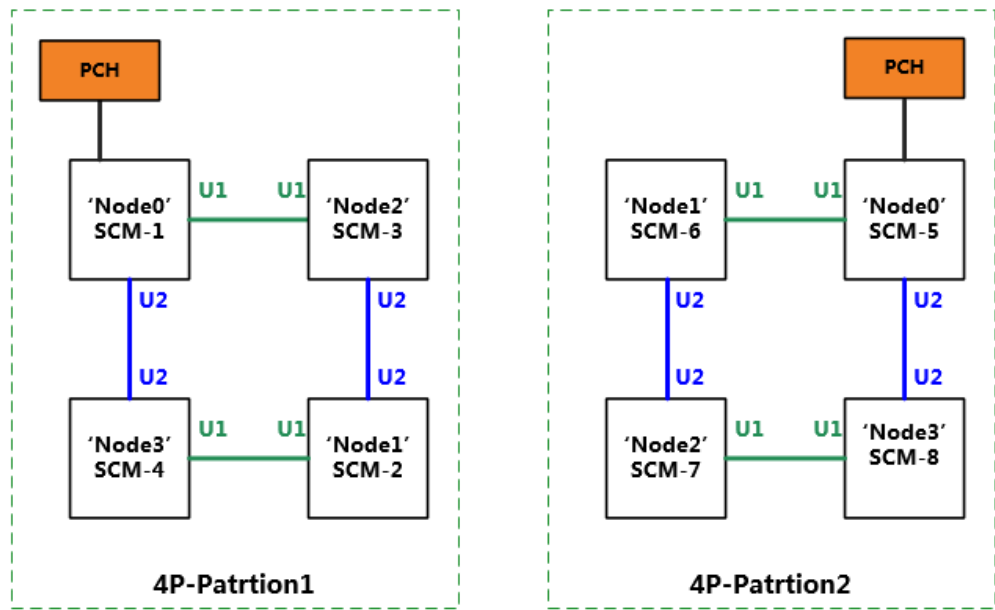 PCH
‘Node0’
SCM-1
U1
U1
‘Node2’
SCM-3
U2
U2
U2
U2
‘Node3’
SCM-4
U1
U1
‘Node1’
SCM-2
4P-Patrtion1
PCH
‘Node1’
SCM-6
U1
U1
‘Node0’
SCM-5
U2
U2
U2
U2
‘Node2’
SCM-7
U1
U1
‘Node3’
SCM-8
4P-Patrtion2